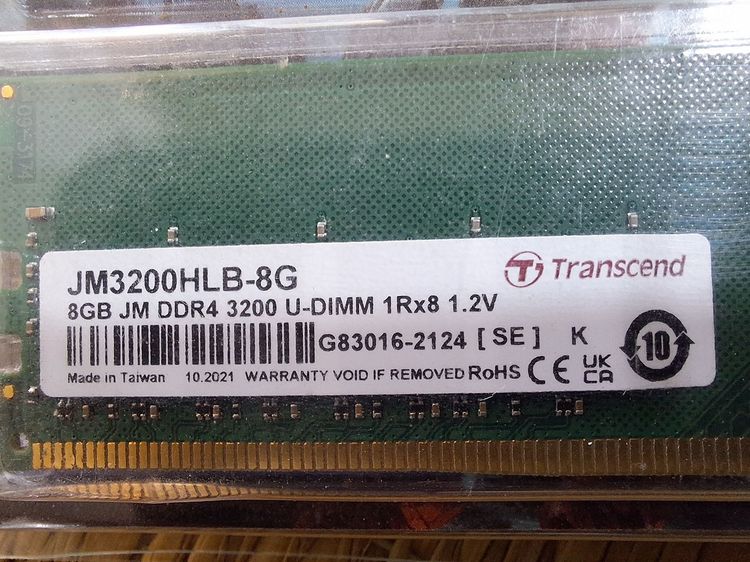 JM3200HLB-8G
Transcend
8GB JM DDR4 3200 U-DIMM 1Rx8 1.2V
G83016-2124 [ SE ] K
10
Made in Taiwan 10.2021 WARRANTY VOID IF REMOVED RoHS CE UK CA